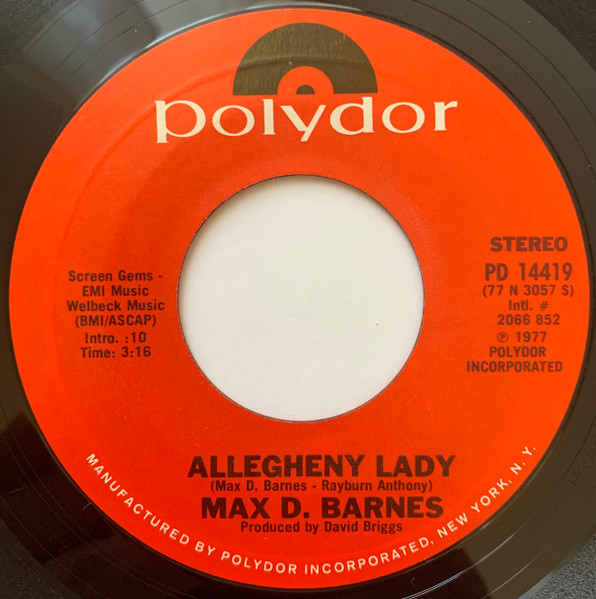 polydor
STEREO
PD 14419
(77 N 3057 S)
Intl. #
2066 852
℗ 1977
POLYDOR
INCORPORATED
Screen Gems -
EMI Music
Welbeck Music
(BMI/ASCAP)
Intro. :10
Time: 3:16
ALLEGHENY LADY
(Max D. Barnes - Rayburn Anthony)
MAX D. BARNES
Produced by David Briggs
MANUFACTURED BY POLYDOR INCORPORATED, NEW YORK, N. Y.